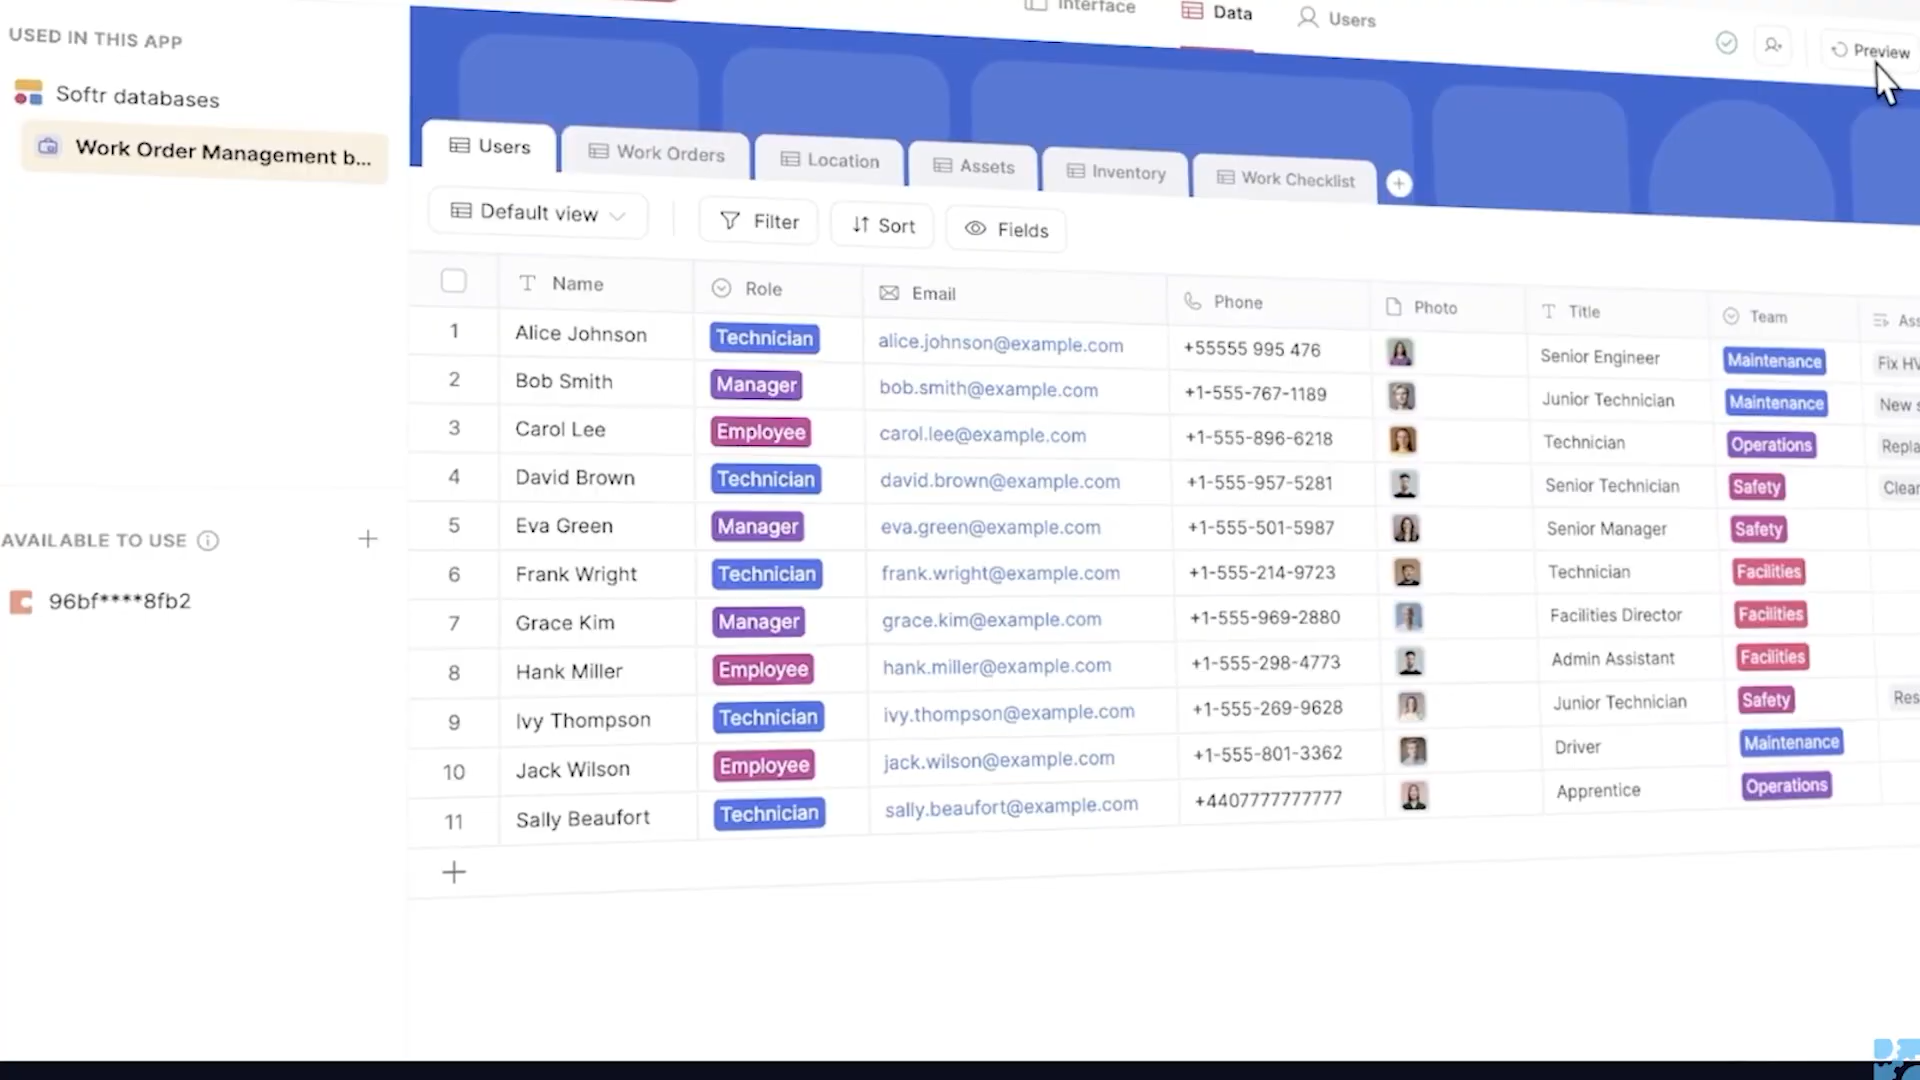 Interface
Data
Users
Preview
USED IN THIS APP
Softr databases
Work Order Management b...
AVAILABLE TO USE
96bf****8fb2
Users
Work Orders
Location
Assets
Inventory
Work Checklist
Default view
Filter
Sort
Fields
Name Role Email Phone Photo Title Team Ass
1 Alice Johnson Technician alice.johnson@example.com +55555 995 476 Senior Engineer Maintenance Fix HV
2 Bob Smith Manager bob.smith@example.com +1-555-767-1189 Junior Technician Maintenance New s
3 Carol Lee Employee carol.lee@example.com +1-555-896-6218 Technician Operations Repla
4 David Brown Technician david.brown@example.com +1-555-957-5281 Senior Technician Safety Clear
5 Eva Green Manager eva.green@example.com +1-555-501-5987 Senior Manager Safety
6 Frank Wright Technician frank.wright@example.com +1-555-214-9723 Technician Facilities
7 Grace Kim Manager grace.kim@example.com +1-555-969-2880 Facilities Director Facilities
8 Hank Miller Employee hank.miller@example.com +1-555-298-4773 Admin Assistant Facilities
9 Ivy Thompson Technician ivy.thompson@example.com +1-555-269-9628 Junior Technician Safety Res
10 Jack Wilson Employee jack.wilson@example.com +1-555-801-3362 Driver Maintenance
11 Sally Beaufort Technician sally.beaufort@example.com +4407777777777 Apprentice Operations